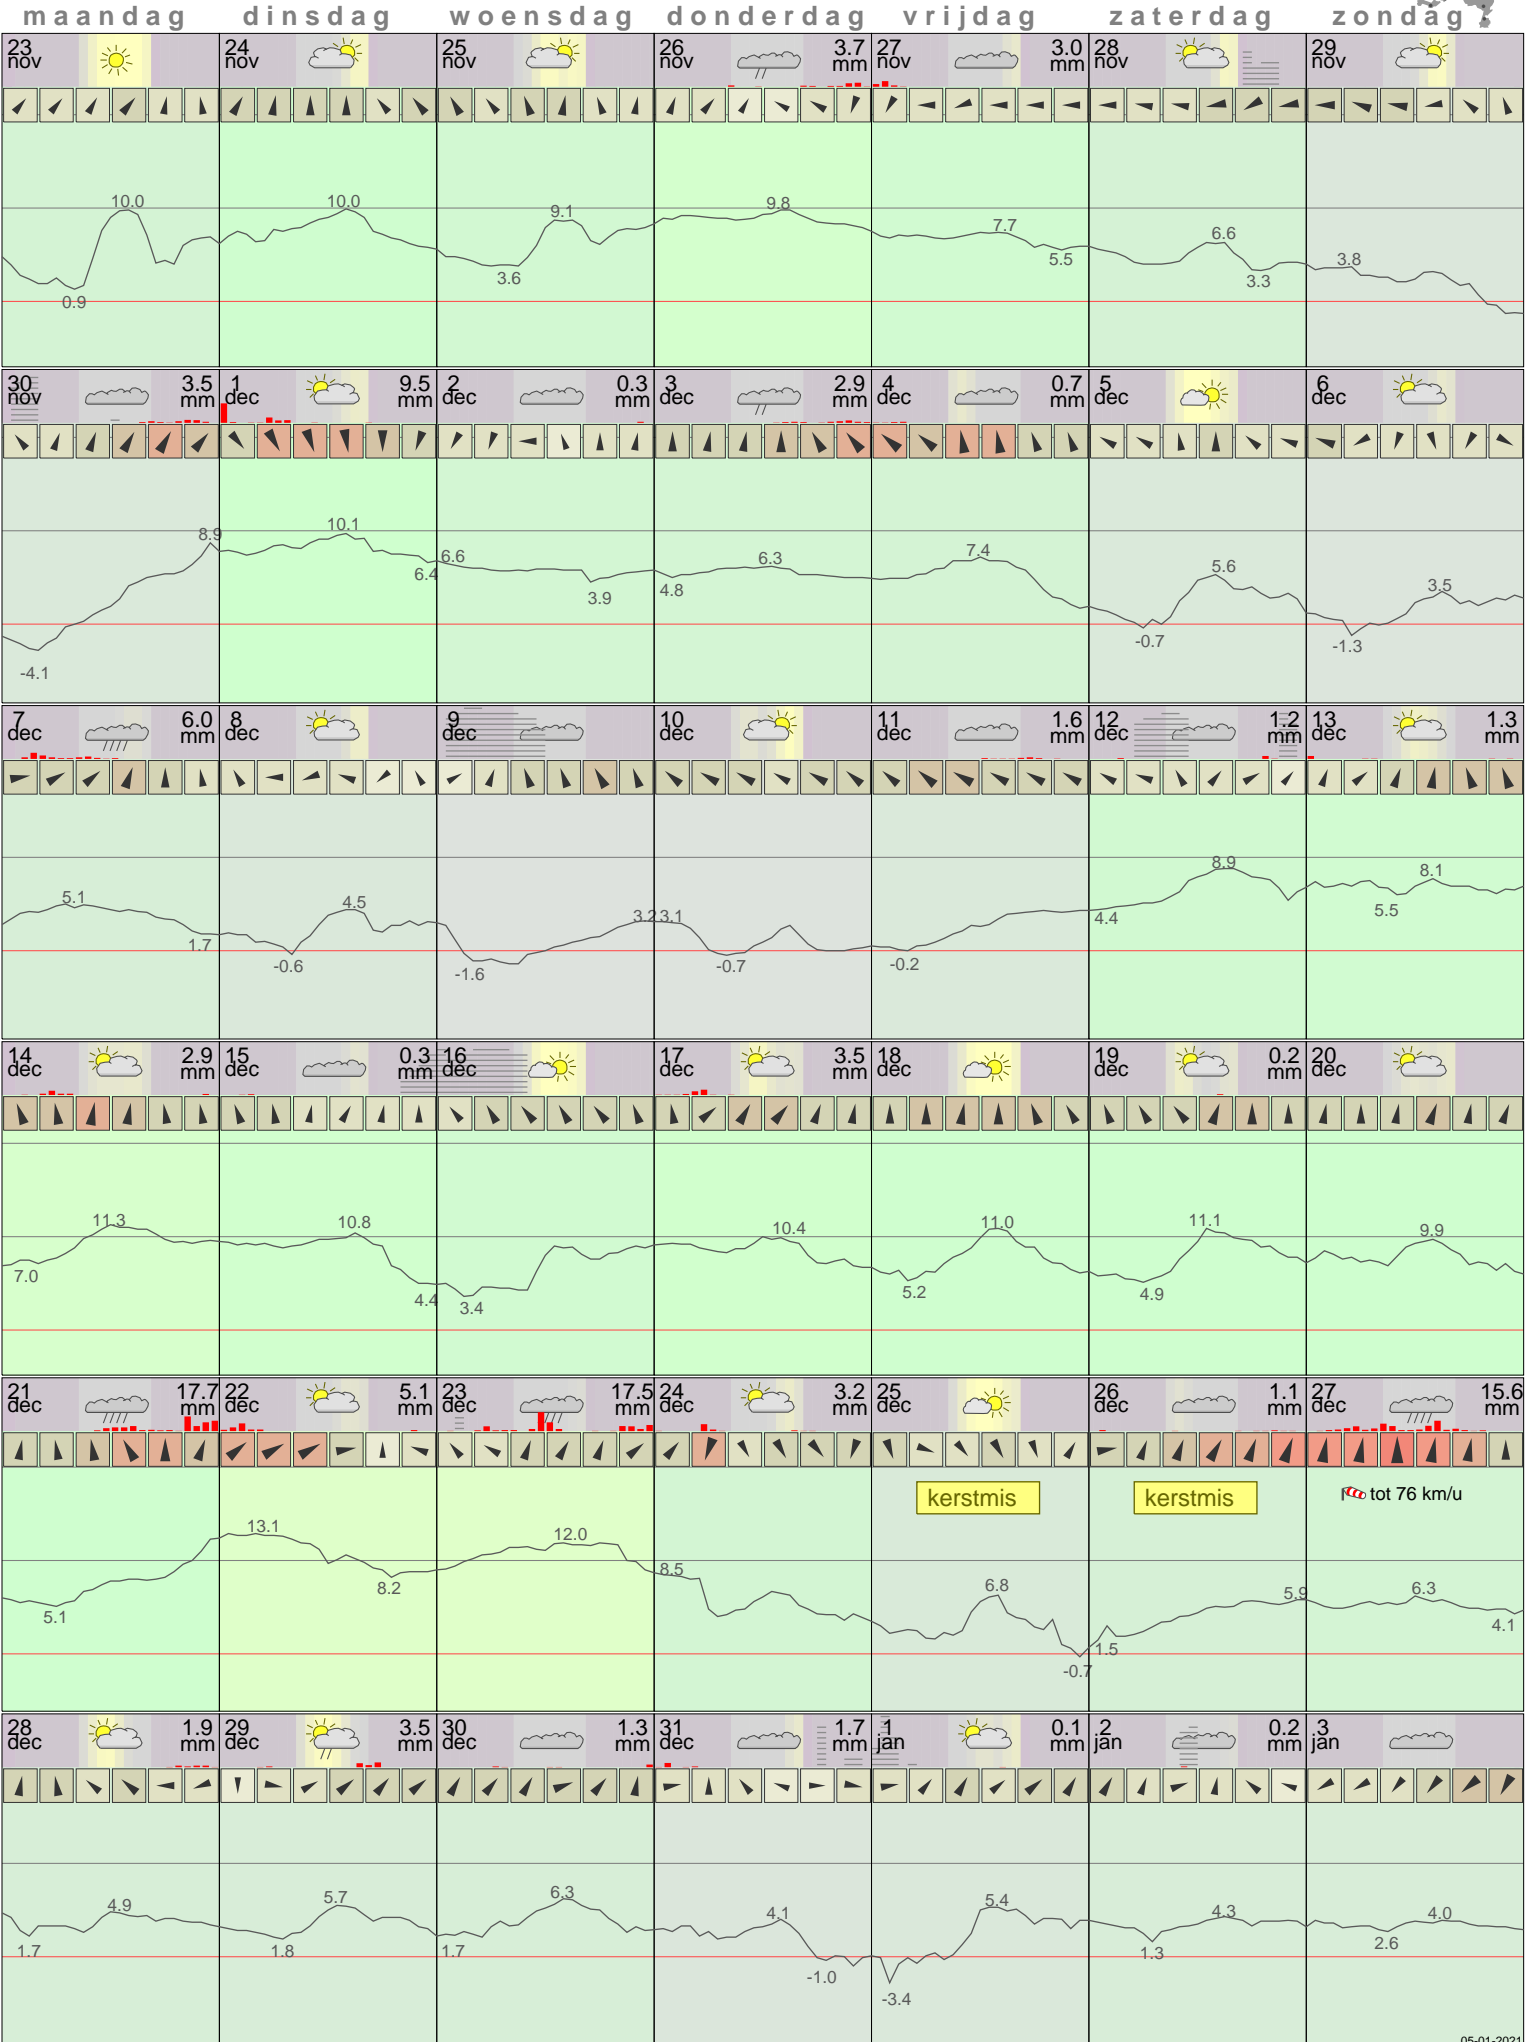 maandag dinsdag woensdag donderdag vrijdag zaterdag zondag
23 24 25 26 3.7 27 3.0 28 29
nov nov nov nov mm nov mm nov nov
10.0 10.0 9.1 9.8 7.7 6.6 3.8
0.9 3.6 5.5 3.3
30 3.5 1 9.5 2 0.3 3 2.9 4 0.7 5 6
nov mm dec mm dec mm dec mm dec mm dec dec
8.9 10.1 6.6 6.3 7.4 5.6 3.5
-4.1 6.4 3.9 4.8 -0.7 -1.3
7 6.0 8 9 10 11 1.6 12 1.2 13 1.3
dec mm dec dec dec dec mm dec mm dec mm
5.1 4.5 3.2 3.1 8.9 8.1
1.7 -0.6 -1.6 -0.7 -0.2 4.4 5.5
14 2.9 15 0.3 16 17 3.5 18 19 0.2 20
dec mm dec mm dec dec mm dec dec mm dec
11.3 10.8 10.4 11.0 11.1 9.9
7.0 4.4 3.4 5.2 4.9
21 17.7 22 5.1 23 17.5 24 3.2 25 26 1.1 27 15.6
dec mm dec mm dec mm dec mm dec dec mm dec mm
kerstmis kerstmis tot 76 km/u
13.1 12.0 8.5 6.8 5.9 6.3
5.1 8.2 -0.7 1.5 4.1
28 1.9 29 3.5 30 1.3 31 1.7 1 0.1 2 0.2 3
dec mm dec mm dec mm dec mm jan mm jan mm jan
4.9 5.7 6.3 4.1 5.4 4.3 4.0
1.7 1.8 1.7 -1.0 -3.4 1.3 2.6
05-01-2021